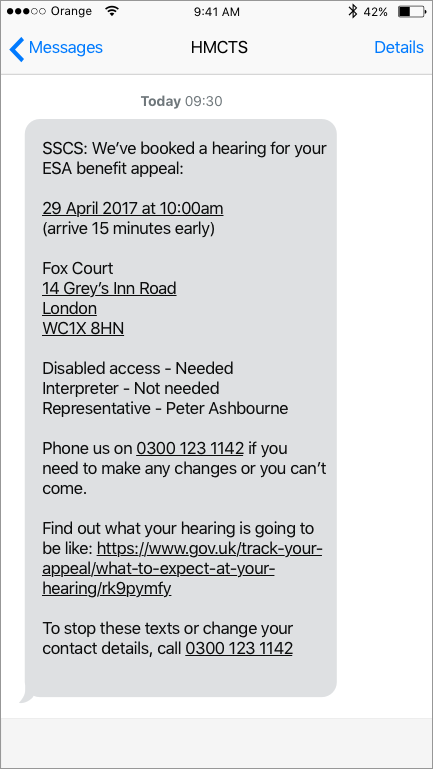 Orange 9:41 AM 42%
Messages HMCTS Details
Today 09:30
SSCS: We’ve booked a hearing for your
ESA benefit appeal:
29 April 2017 at 10:00am
(arrive 15 minutes early)
Fox Court
14 Grey’s Inn Road
London
WC1X 8HN
Disabled access - Needed
Interpreter - Not needed
Representative - Peter Ashbourne
Phone us on 0300 123 1142 if you
need to make any changes or you can’t
come.
Find out what your hearing is going to
be like: https://www.gov.uk/track-your-
appeal/what-to-expect-at-your-
hearing/rk9pymfy
To stop these texts or change your
contact details, call 0300 123 1142